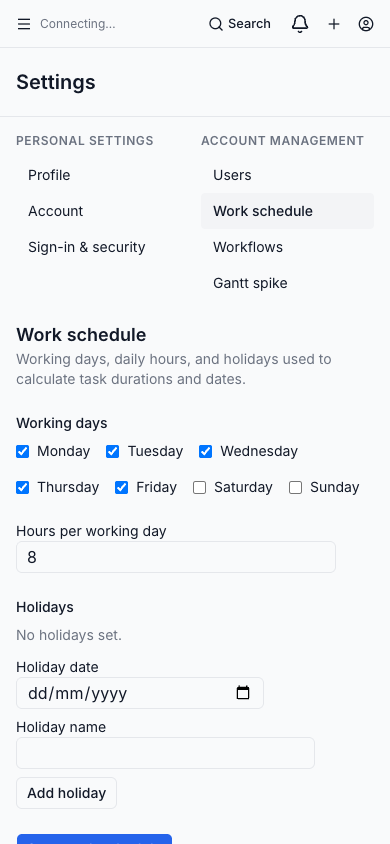 Connecting...
Search
Settings
PERSONAL SETTINGS
Profile
Account
Sign-in & security
ACCOUNT MANAGEMENT
Users
Work schedule
Workflows
Gantt spike
Work schedule
Working days, daily hours, and holidays used to
calculate task durations and dates.
Working days
Monday Tuesday Wednesday
Thursday Friday Saturday Sunday
Hours per working day
8
Holidays
No holidays set.
Holiday date
dd/mm/yyyy
Holiday name
Add holiday